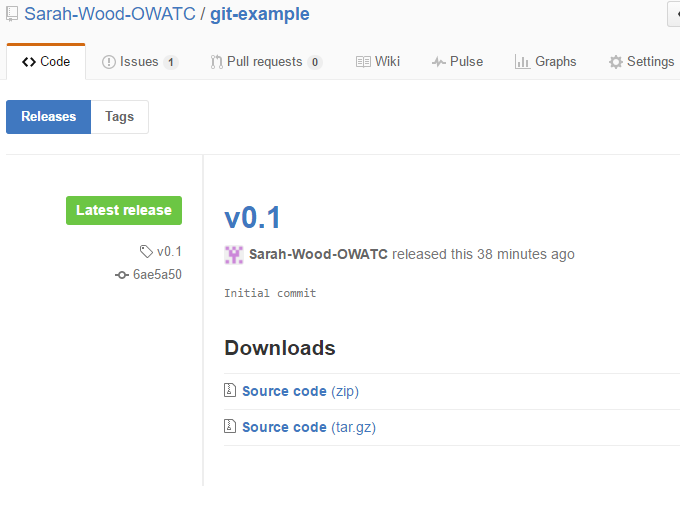 Sarah-Wood-OWATC / git-example
Code Issues 1 Pull requests 0 Wiki Pulse Graphs Settings
Releases Tags
Latest release
v0.1
6ae5a50
v0.1
Sarah-Wood-OWATC released this 38 minutes ago
Initial commit
Downloads
Source code (zip)
Source code (tar.gz)